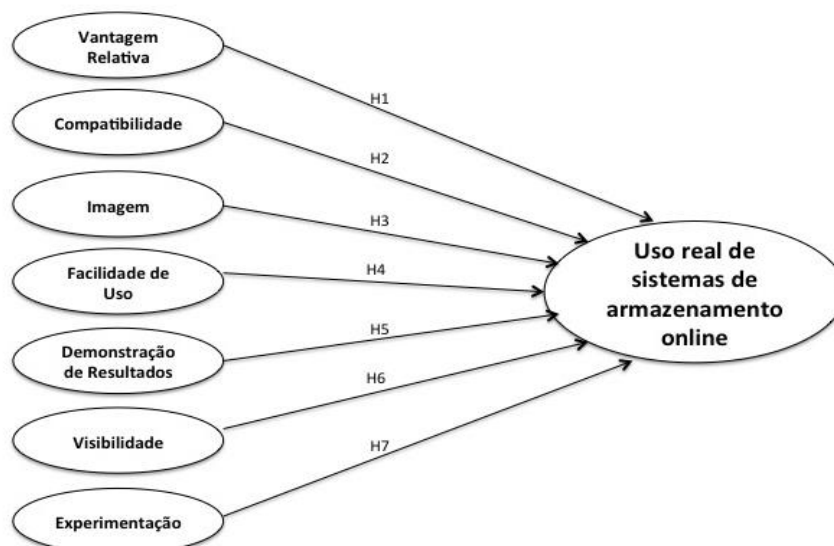 Vantagem
Relativa
H1
Compatibilidade
H2
Imagem
H3
Facilidade de
Uso
H4
Uso real de
sistemas de
armazenamento
online
Demonstração
de Resultados
H5
Visibilidade
H6
Experimentação
H7